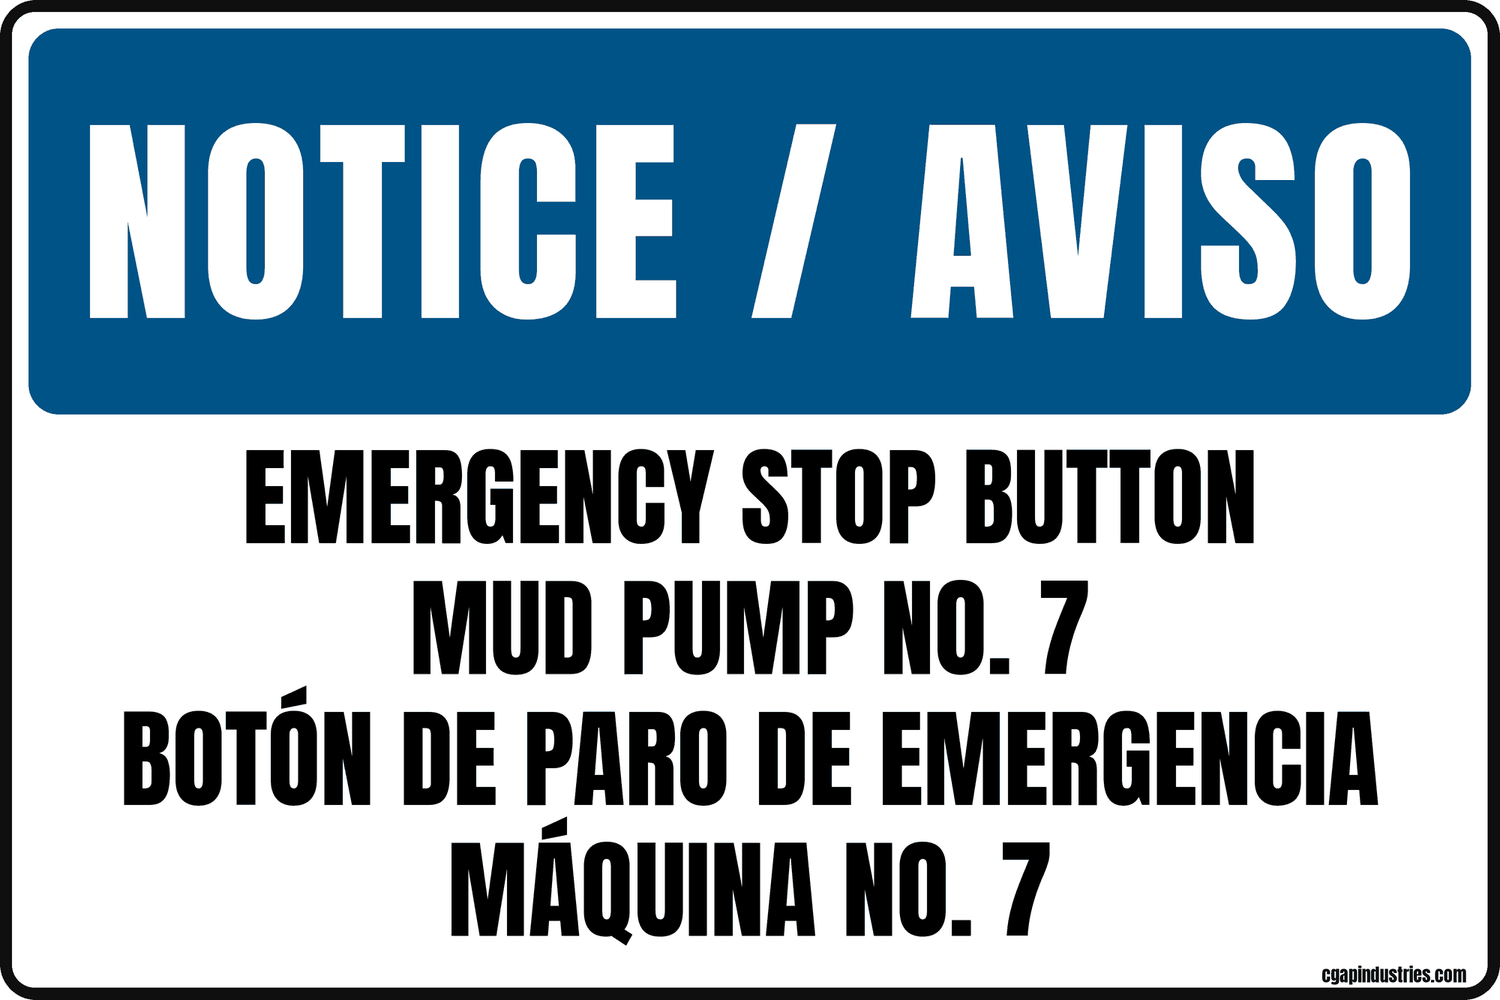 NOTICE / AVISO
EMERGENCY STOP BUTTON
MUD PUMP NO. 7
BOTÓN DE PARO DE EMERGENCIA
MÁQUINA NO. 7
cgapindustries.com